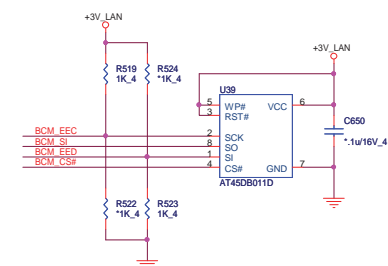 +3V_LAN
+3V_LAN
R519
1K_4
R524
*1K_4
U39
5
WP#
VCC
6
3
RST#
C650
*.1u/16V_4
BCM_EEC
2
SCK
BCM_SI
8
SO
BCM_EED
1
SI
BCM_CS#
4
CS#
GND
7
AT45DB011D
R522
*1K_4
R523
1K_4